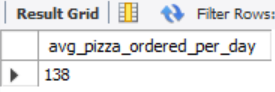 Result Grid Filter Rows:
avg_pizza_ordered_per_day
138